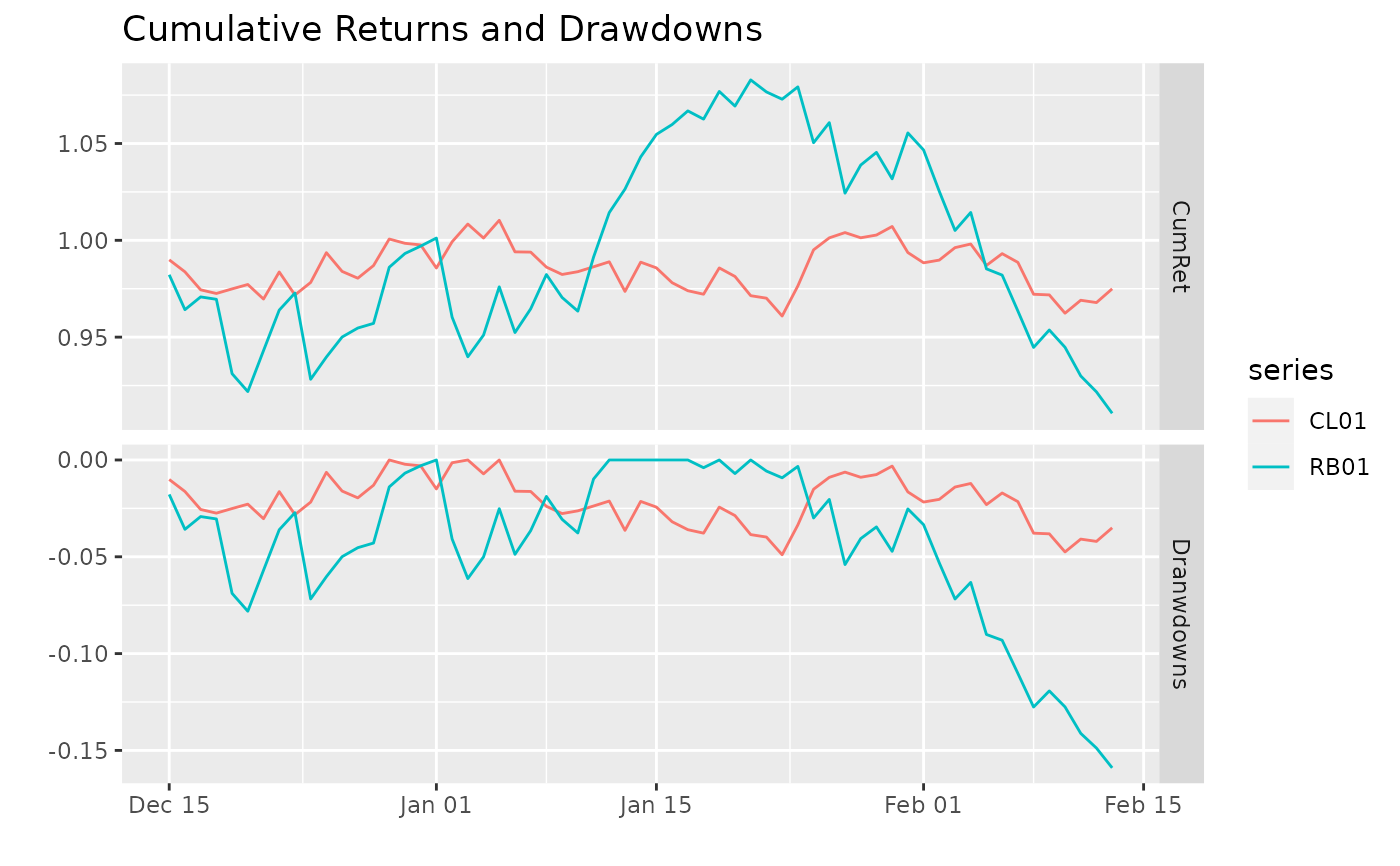 Cumulative Returns and Drawdowns
1.05
1.00
0.95
CumRet
0.00
-0.05
-0.10
-0.15
Dranwdowns
Dec 15
Jan 01
Jan 15
Feb 01
Feb 15
series
CL01
RB01